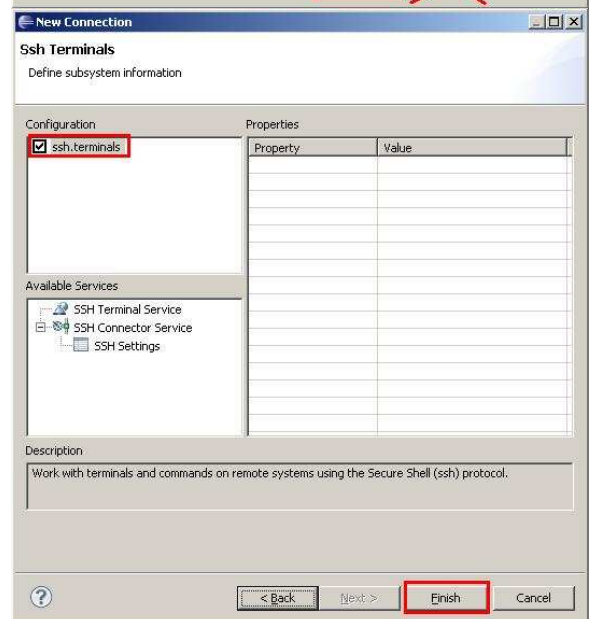 New Connection
Ssh Terminals
Define subsystem information
Configuration
Properties
ssh.terminals
Property Value
Available Services
SSH Terminal Service
SSH Connector Service
SSH Settings
Description
Work with terminals and commands on remote systems using the Secure Shell (ssh) protocol.
< Back Next > Finish Cancel